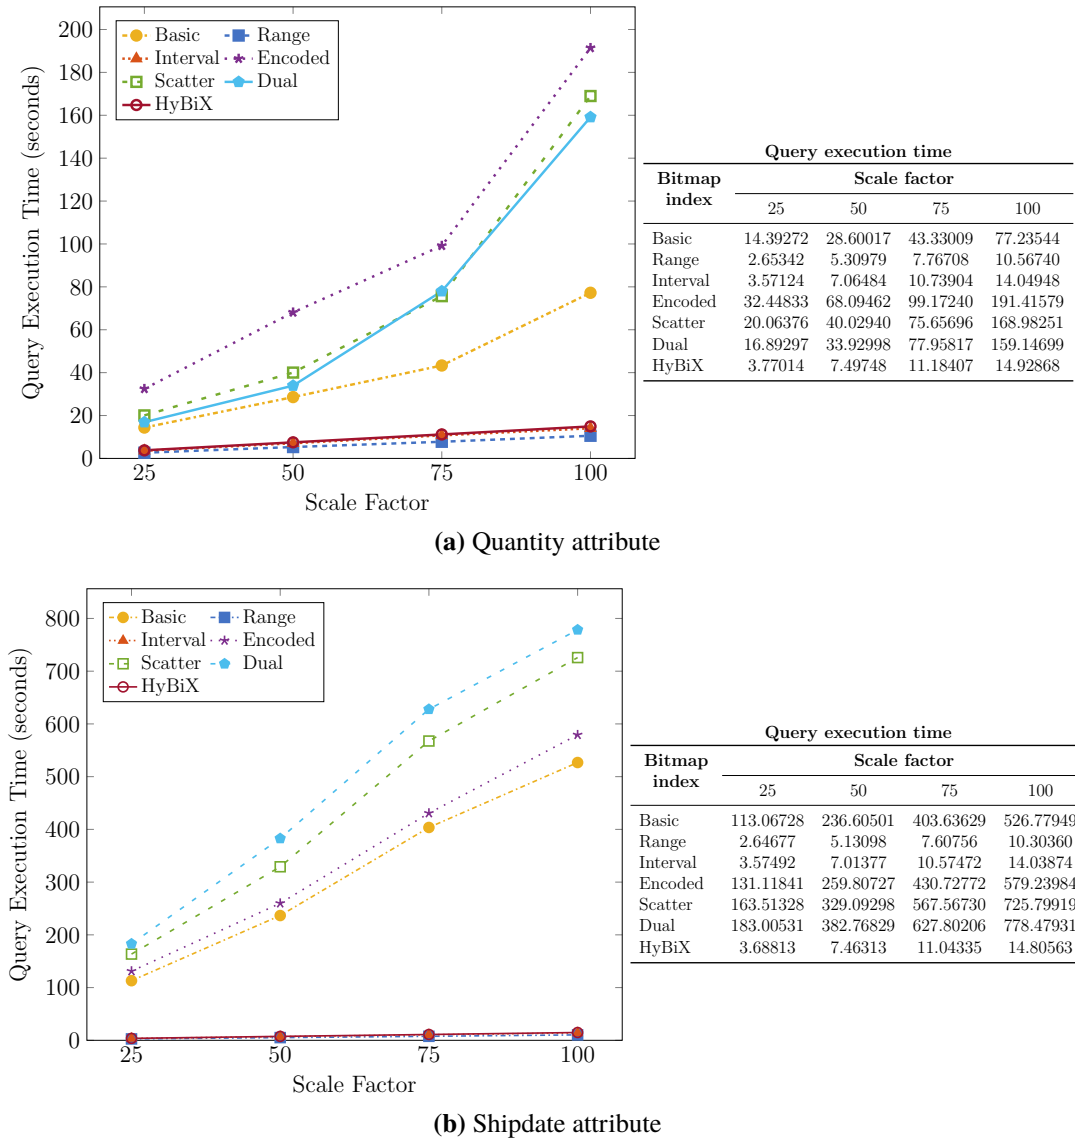 200
180
160
140
120
100
80
60
40
20
0
Query Execution Time (seconds)
Basic Range
Interval Encoded
Scatter Dual
HyBiX
25 50 75 100
Scale Factor
Query execution time
Bitmap index Scale factor
25 50 75 100
Basic 14.39272 28.60017 43.33009 77.23544
Range 2.65342 5.30979 7.76708 10.56740
Interval 3.57124 7.06484 10.73904 14.04948
Encoded 32.44833 68.09462 99.17240 191.41579
Scatter 20.06376 40.02940 75.65696 168.98251
Dual 16.89297 33.92998 77.95817 159.14699
HyBiX 3.77014 7.49748 11.18407 14.92868
(a) Quantity attribute
800
700
600
500
400
300
200
100
0
Query Execution Time (seconds)
Basic Range
Interval Encoded
Scatter Dual
HyBiX
25 50 75 100
Scale Factor
Query execution time
Bitmap index Scale factor
25 50 75 100
Basic 113.06728 236.60501 403.63629 526.77949
Range 2.64677 5.13098 7.60756 10.30360
Interval 3.57492 7.01377 10.57472 14.03874
Encoded 131.11841 259.80727 430.72772 579.23984
Scatter 163.51328 329.09298 567.56730 725.79919
Dual 183.00531 382.76829 627.80206 778.47931
HyBiX 3.68813 7.46313 11.04335 14.80563
(b) Shipdate attribute